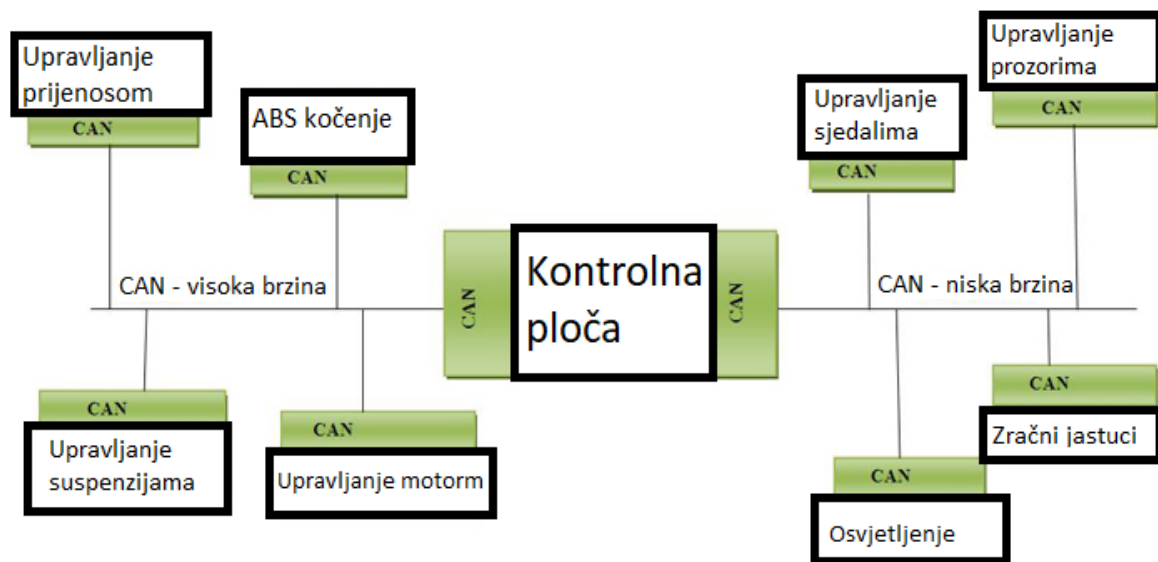 Upravljanje
prijenosom
CAN
ABS kočenje
CAN
CAN - visoka brzina
CAN
Upravljanje
suspenzijama
CAN
Upravljanje motorm
CAN
Kontrolna
ploča
CAN
Upravljanje
sjedalima
CAN
Upravljanje
prozorima
CAN
CAN - niska brzina
CAN
Zračni jastuci
CAN
Osvjetljenje